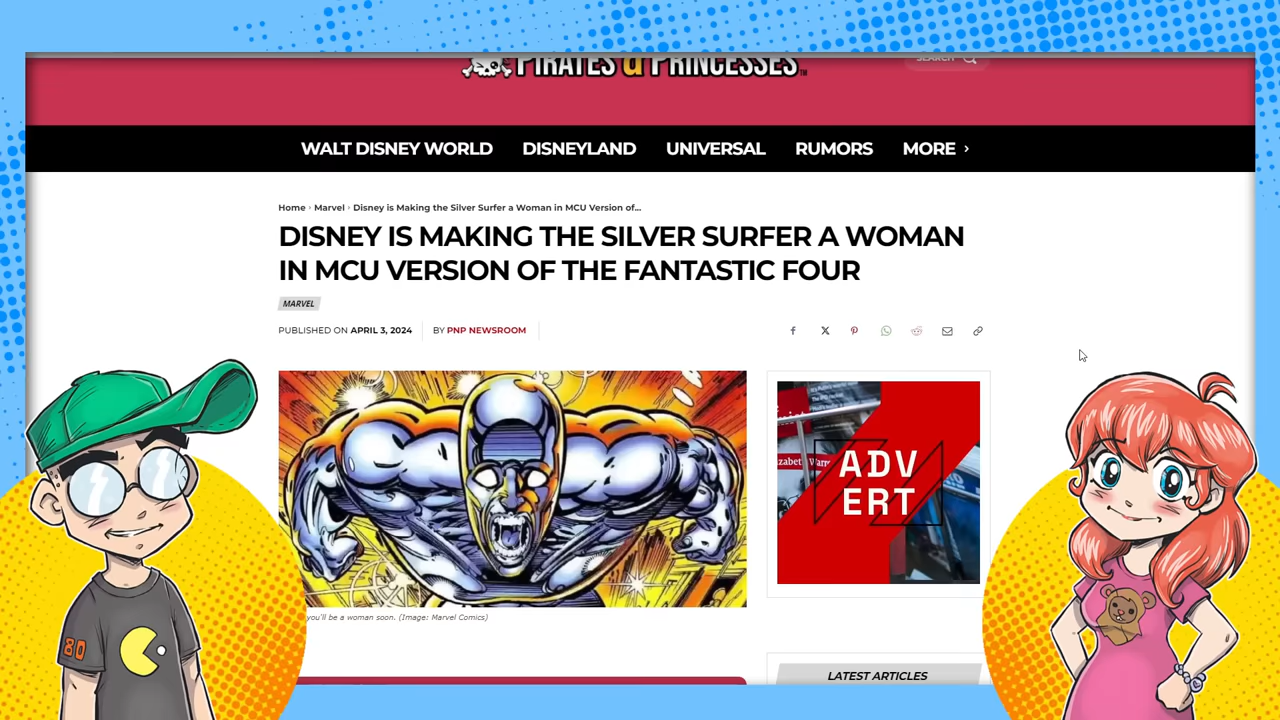 PIRATES & PRINCESSES
SEARCH
WALT DISNEY WORLD
DISNEYLAND
UNIVERSAL
RUMORS
MORE ›
Home › Marvel › Disney is Making the Silver Surfer a Woman in MCU Version of...
DISNEY IS MAKING THE SILVER SURFER A WOMAN
IN MCU VERSION OF THE FANTASTIC FOUR
MARVEL
PUBLISHED ON APRIL 3, 2024
BY PNP NEWSROOM
ADV
ERT
you'll be a woman soon. (Image: Marvel Comics)
LATEST ARTICLES
80